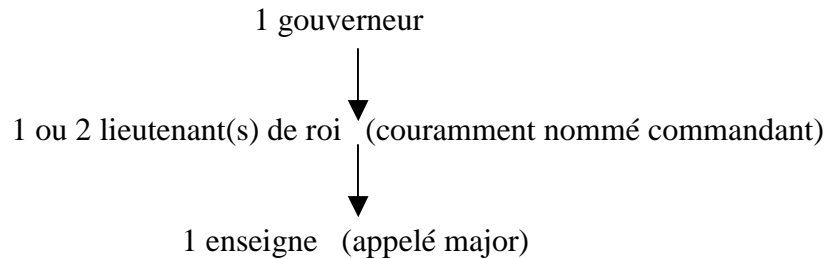 1 gouverneur
1 ou 2 lieutenant(s) de roi (couramment nommé commandant)
1 enseigne (appelé major)